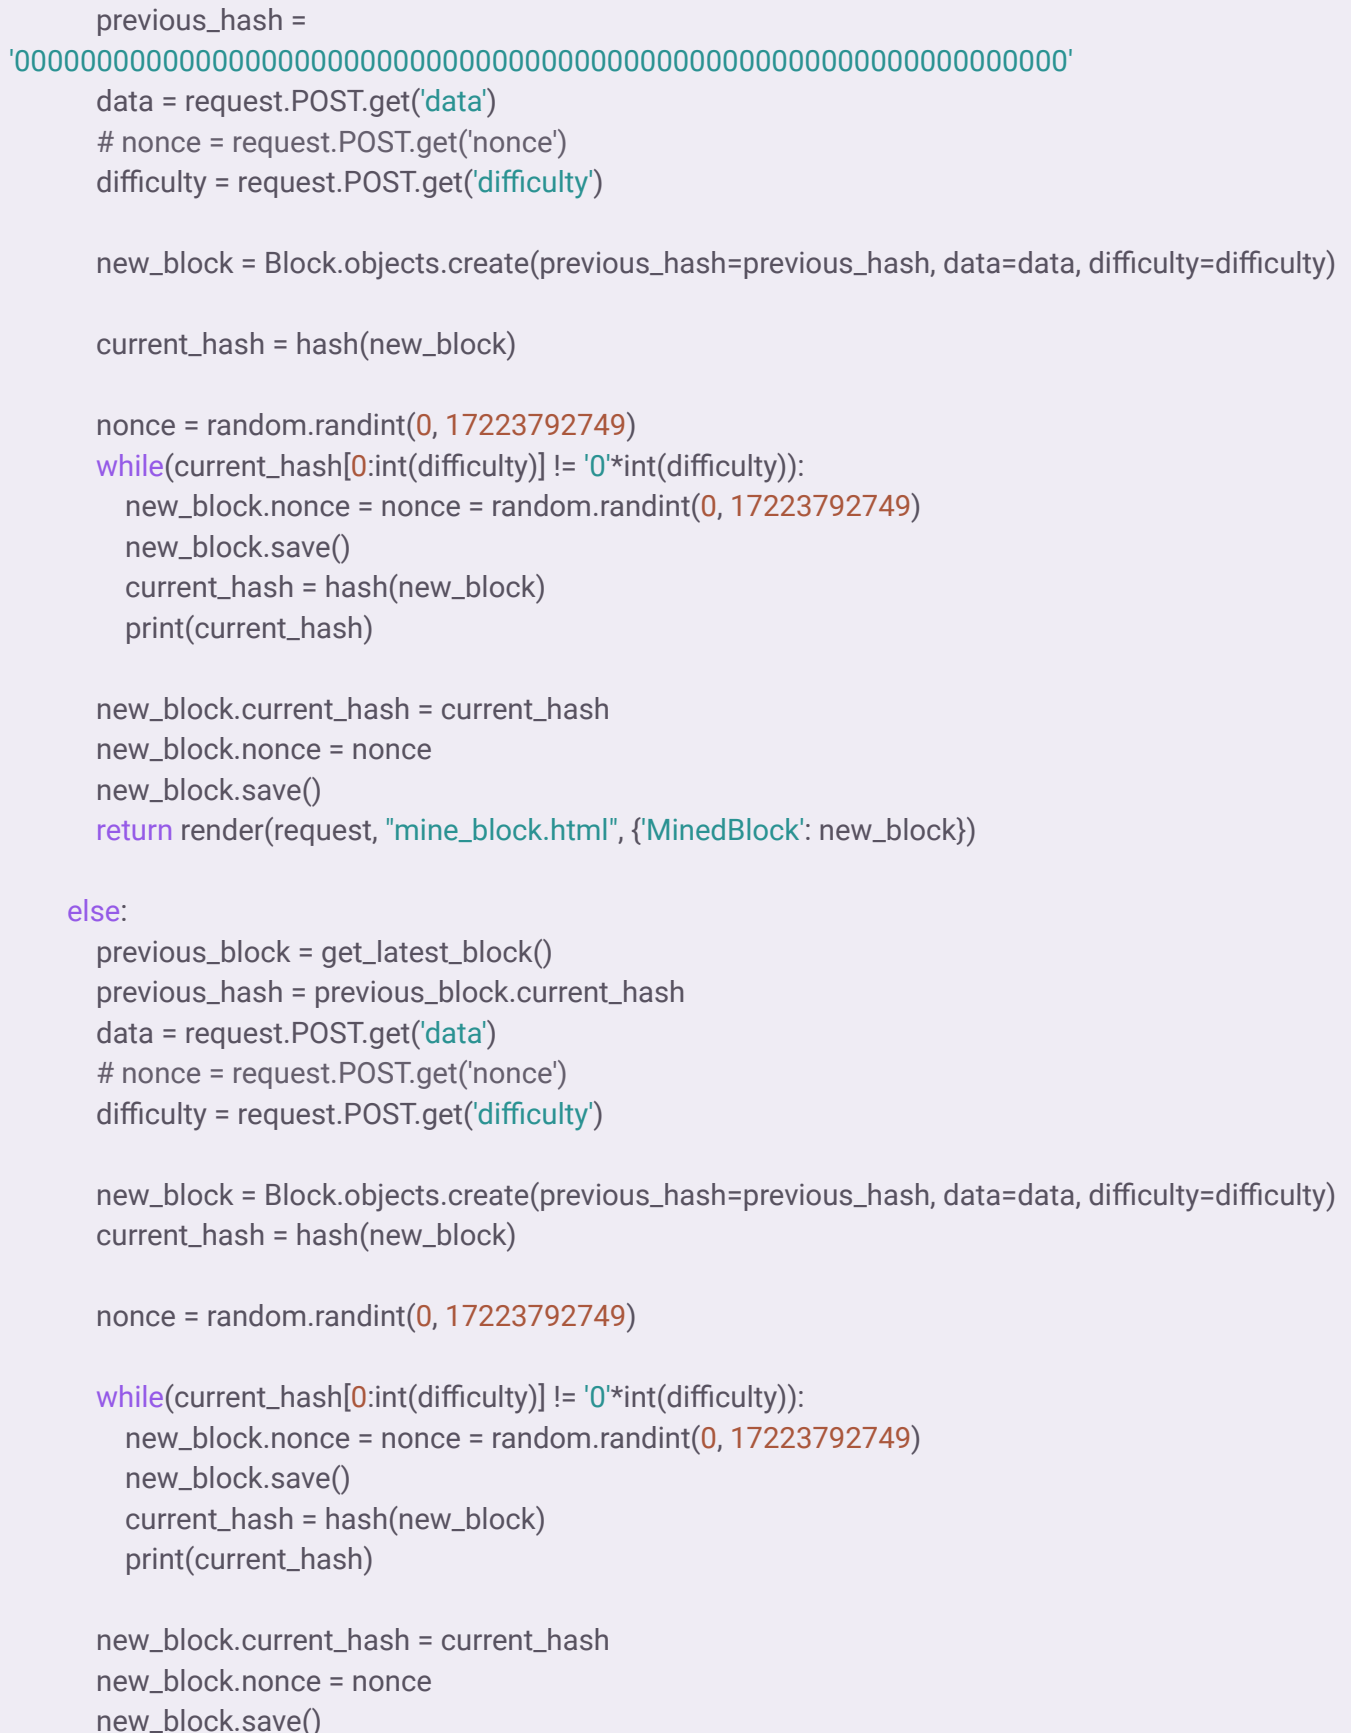 previous_hash =
'0000000000000000000000000000000000000000000000000000000000000000'
data = request.POST.get('data')
# nonce = request.POST.get('nonce')
difficulty = request.POST.get('difficulty')
new_block = Block.objects.create(previous_hash=previous_hash, data=data, difficulty=difficulty)
current_hash = hash(new_block)
nonce = random.randint(0, 17223792749)
while(current_hash[0:int(difficulty)] != '0'*int(difficulty)):
new_block.nonce = nonce = random.randint(0, 17223792749)
new_block.save()
current_hash = hash(new_block)
print(current_hash)
new_block.current_hash = current_hash
new_block.nonce = nonce
new_block.save()
return render(request, "mine_block.html", {'MinedBlock': new_block})
else:
previous_block = get_latest_block()
previous_hash = previous_block.current_hash
data = request.POST.get('data')
# nonce = request.POST.get('nonce')
difficulty = request.POST.get('difficulty')
new_block = Block.objects.create(previous_hash=previous_hash, data=data, difficulty=difficulty)
current_hash = hash(new_block)
nonce = random.randint(0, 17223792749)
while(current_hash[0:int(difficulty)] != '0'*int(difficulty)):
new_block.nonce = nonce = random.randint(0, 17223792749)
new_block.save()
current_hash = hash(new_block)
print(current_hash)
new_block.current_hash = current_hash
new_block.nonce = nonce
new_block.save()